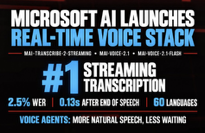 MICROSOFT AI LAUNCHES
REAL-TIME VOICE STACK
MAI-TRANSCRIBE-2-STREAMING • MAI-VOICE-2.1 • MAI-VOICE-2.1-FLASH
#1 STREAMING
TRANSCRIPTION
2.5% WER | 0.13s AFTER END OF SPEECH | 60 LANGUAGES
VOICE AGENTS: MORE NATURAL SPEECH, LESS WAITING